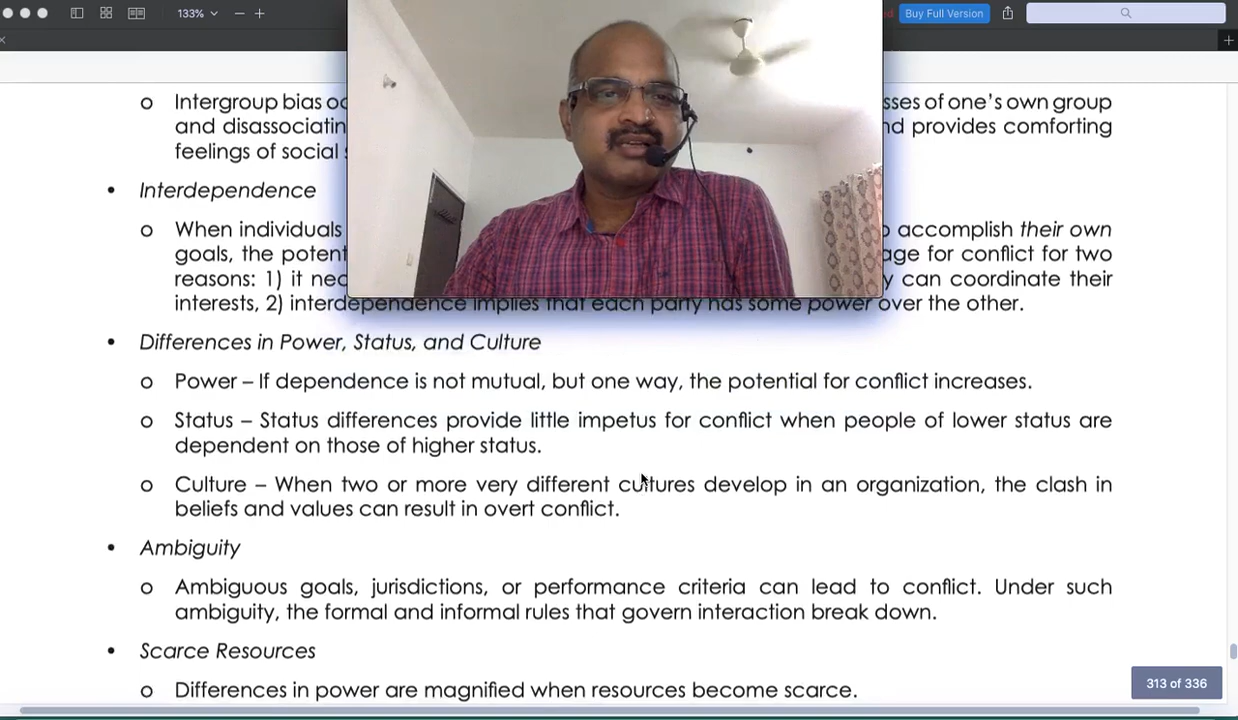 133%
Buy Full Version
o Intergroup bias sses of one's own group
and disassociatin nd provides comforting
feelings of social
• Interdependence
o When individuals accomplish their own
goals, the potent age for conflict for two
reasons: 1) it nec y can coordinate their
interests, 2) interdependence implies that each party has some power over the other.
• Differences in Power, Status, and Culture
o Power – If dependence is not mutual, but one way, the potential for conflict increases.
o Status – Status differences provide little impetus for conflict when people of lower status are
dependent on those of higher status.
o Culture – When two or more very different cultures develop in an organization, the clash in
beliefs and values can result in overt conflict.
• Ambiguity
o Ambiguous goals, jurisdictions, or performance criteria can lead to conflict. Under such
ambiguity, the formal and informal rules that govern interaction break down.
• Scarce Resources
o Differences in power are magnified when resources become scarce.
313 of 336